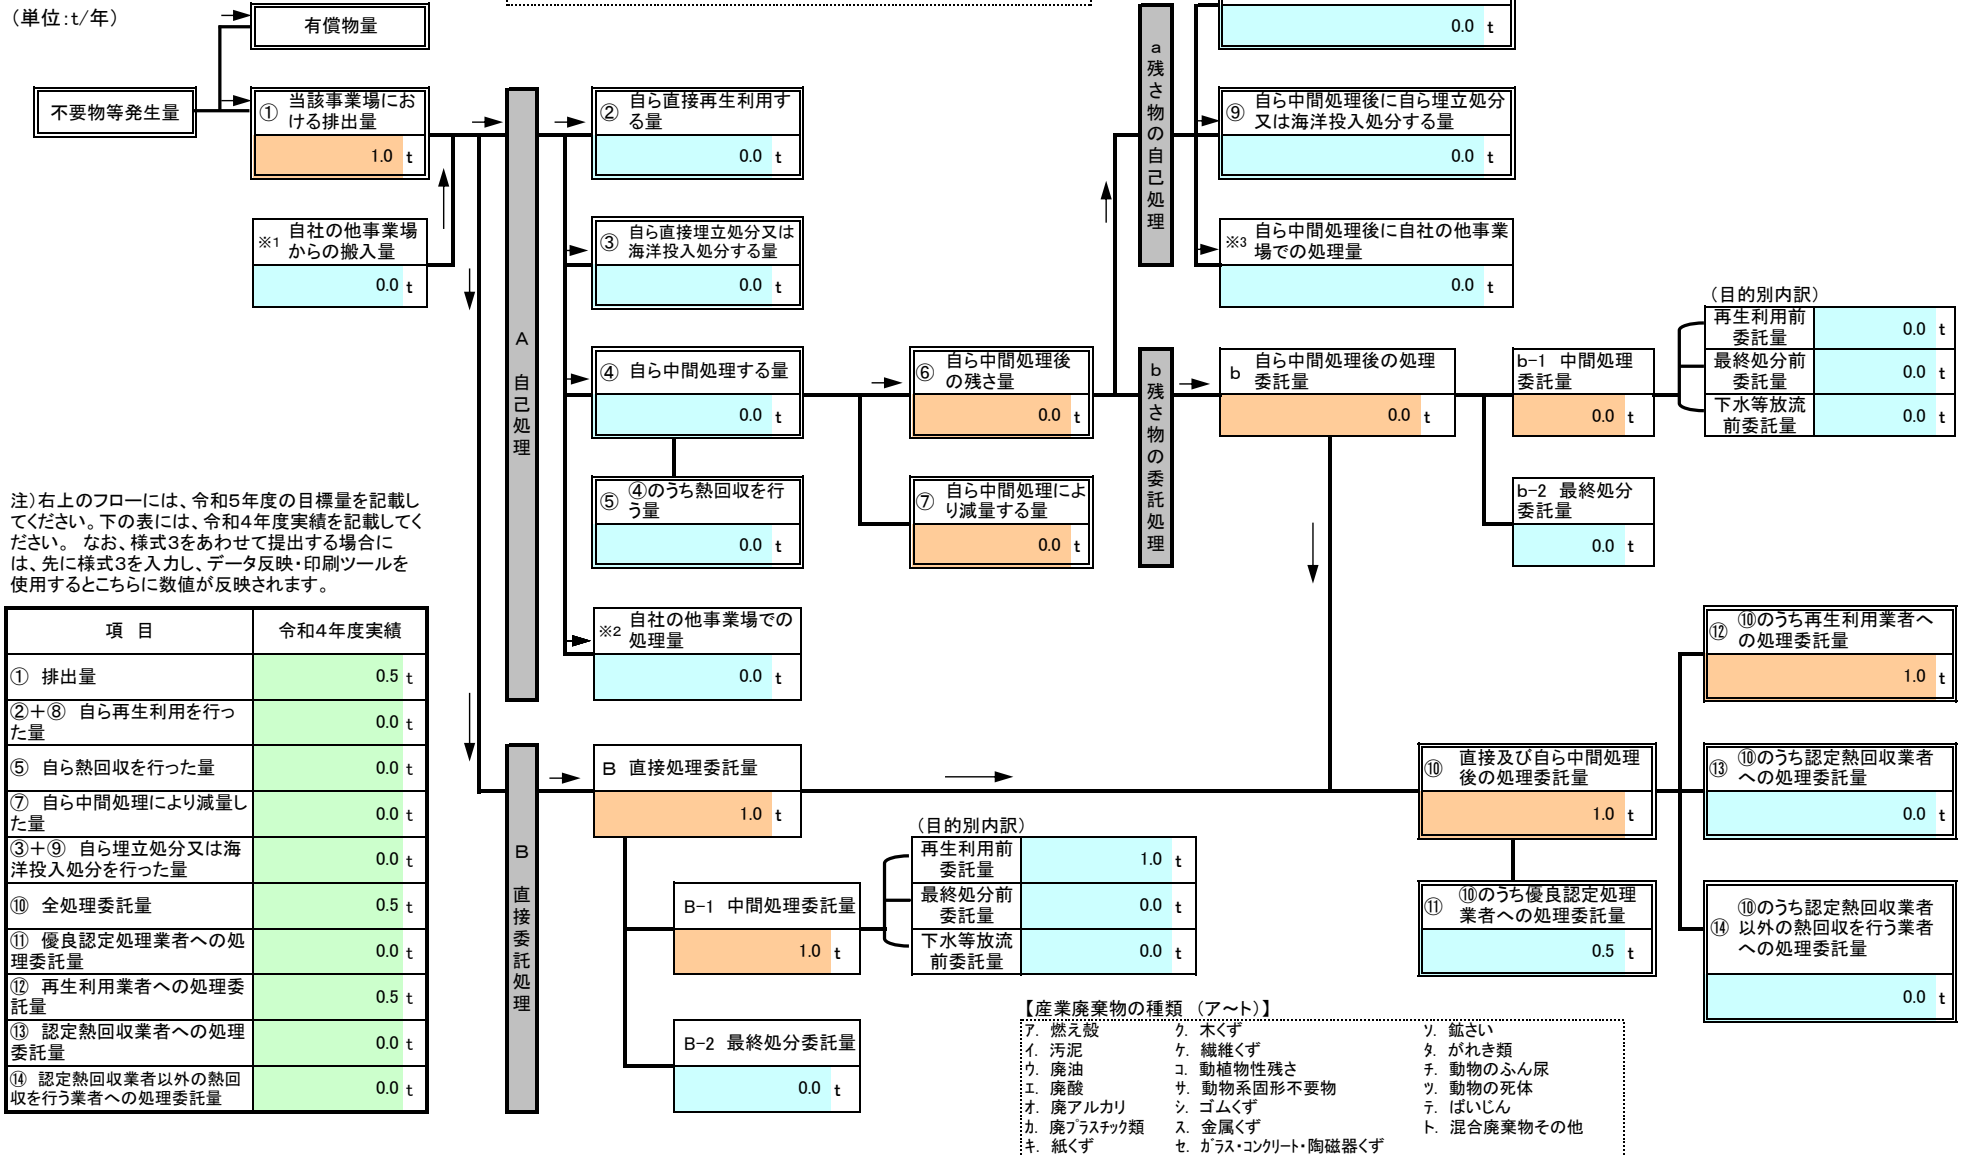 （単位：t/年）
有償物量
0.0 t
不要物等発生量
① 当該事業場にお
ける排出量
1.0 t
※1 自社の他事業場
からの搬入量
0.0 t
A 自己処理
② 自ら直接再生利用す
る量
0.0 t
③ 自ら直接埋立処分又は
海洋投入処分する量
0.0 t
④ 自ら中間処理する量
0.0 t
⑤ ④のうち熱回収を行
う量
0.0 t
※2 自社の他事業場での
処理量
0.0 t
⑥ 自ら中間処理後
の残さ量
0.0 t
⑦ 自ら中間処理によ
り減量する量
0.0 t
a 残さ物の自己処理
⑨ 自ら中間処理後に自ら埋立処分
又は海洋投入処分する量
0.0 t
※3 自ら中間処理後に自社の他事業
場での処理量
0.0 t
b 残さ物の委託処理
b 自ら中間処理後の処理
委託量
0.0 t
b-1 中間処理
委託量
0.0 t
（目的別内訳）
再生利用前
委託量
0.0 t
最終処分前
委託量
0.0 t
下水等放流
前委託量
0.0 t
b-2 最終処分
委託量
0.0 t
注）右上のフローには、令和5年度の目標量を記載し
てください。下の表には、令和4年度実績を記載してく
ださい。 なお、様式3をあわせて提出する場合に
は、先に様式3を入力し、データ反映・印刷ツールを
使用するとこちらに数値が反映されます。
項 目 令和4年度実績
① 排出量 0.5 t
②＋⑧ 自ら再生利用を行っ
た量 0.0 t
⑤ 自ら熱回収を行った量 0.0 t
⑦ 自ら中間処理により減量し
た量 0.0 t
③＋⑨ 自ら埋立処分又は海
洋投入処分を行った量 0.0 t
⑩ 全処理委託量 0.5 t
⑪ 優良認定処理業者への処
理委託量 0.0 t
⑫ 再生利用業者への処理委
託量 0.5 t
⑬ 認定熱回収業者への処理
委託量 0.0 t
⑭ 認定熱回収業者以外の熱回
収を行う業者への処理委託量 0.0 t
B 直接委託処理
B 直接処理委託量
1.0 t
B-1 中間処理委託量
1.0 t
（目的別内訳）
再生利用前
委託量
1.0 t
最終処分前
委託量
0.0 t
下水等放流
前委託量
0.0 t
B-2 最終処分委託量
0.0 t
⑩ 直接及び自ら中間処理
後の処理委託量
1.0 t
⑪ ⑩のうち優良認定処理
業者への処理委託量
0.5 t
⑫ ⑩のうち再生利用業者へ
の処理委託量
1.0 t
⑬ ⑩のうち認定熱回収業者
への処理委託量
0.0 t
⑭ ⑩のうち認定熱回収業者
以外の熱回収を行う業者
への処理委託量
0.0 t
【産業廃棄物の種類 （ア～ト）】
ア. 燃え殻 ク. 木くず ソ. 鉱さい
イ. 汚泥 ケ. 繊維くず タ. がれき類
ウ. 廃油 コ. 動植物性残さ チ. 動物のふん尿
エ. 廃酸 サ. 動物系固形不要物 ツ. 動物の死体
オ. 廃アルカリ シ. ゴムくず テ. ばいじん
カ. 廃プラスチック類 ス. 金属くず ト. 混合廃棄物その他
キ. 紙くず セ. ガラス・コンクリート・陶磁器くず